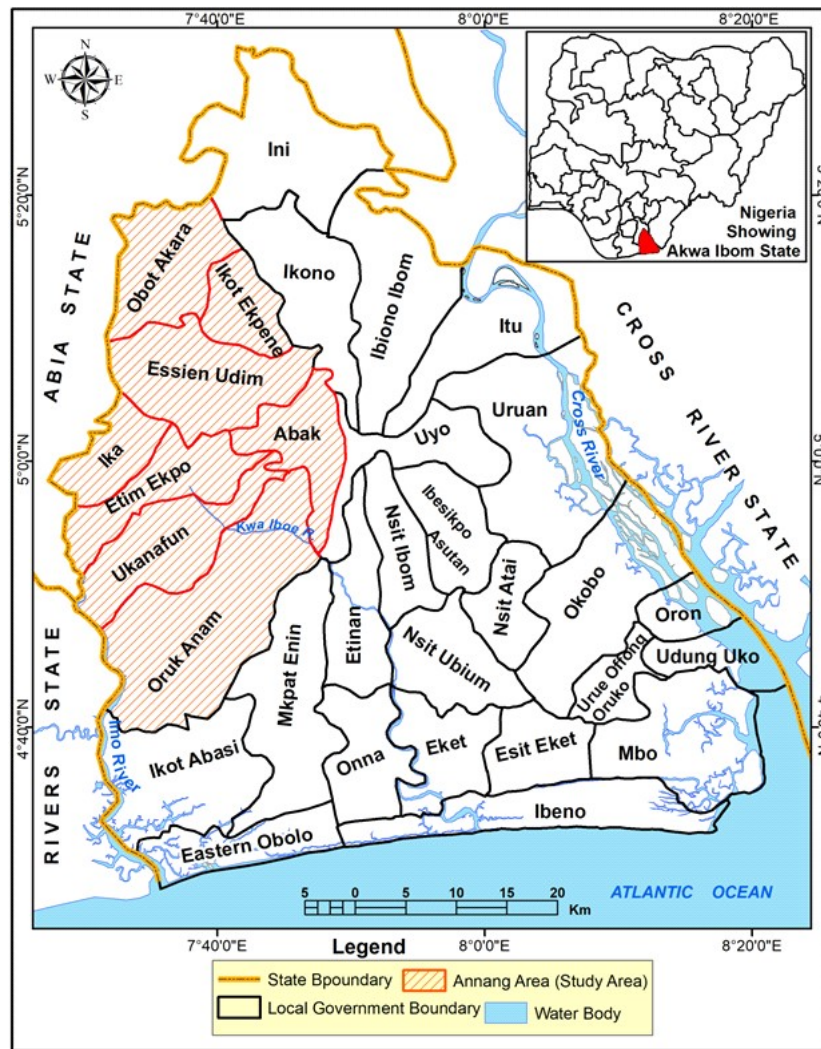 7°40'0"E
8°0'0"E
8°20'0"E
N
W
E
S
Nigeria
Showing
Akwa Ibom State
5°20'0"N
5°0'0"N
4°40'0"N
ABIA STATE
RIVERS STATE
CROSS RIVER STATE
Ini
Obot Akara
Ikot Ekpene
Ikono
Ibiono Ibom
Itu
Essien Udim
Uruan
Cross River
Ika
Abak
Uyo
Etim Ekpo
Ibesikpo
Asutan
Nsit Ibom
Kwa Iboe R.
Ukanafun
Nsit Atai
Okobo
Oron
Oruk Anam
Mkpat Enin
Etinan
Nsit Ubium
Urue Offong
Oruko
Udung Uko
Imo River
Ikot Abasi
Onna
Eket
Esit Eket
Mbo
Ibeno
Eastern Obolo
5
0
5
10
15
20
Km
ATLANTIC OCEAN
7°40'0"E
8°0'0"E
8°20'0"E
Legend
State Bpoundary
Annang Area (Study Area)
Local Government Boundary
Water Body